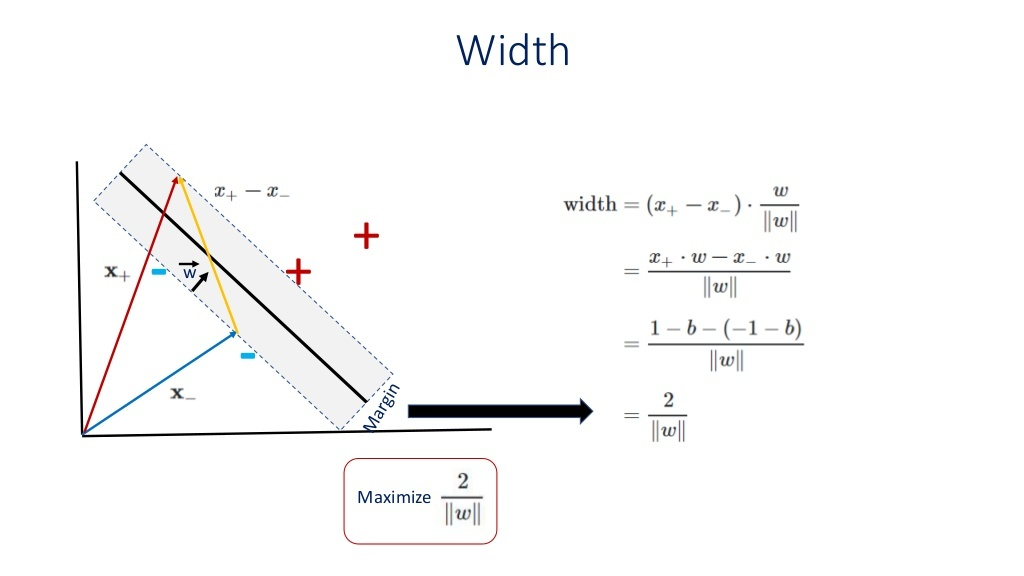 Width
x₊ − x₋
x₊
w
x₋
Margin
width = (x₊ − x₋) · w / ‖w‖
= x₊ · w − x₋ · w / ‖w‖
= 1 − b − (−1 − b) / ‖w‖
= 2 / ‖w‖
Maximize 2 / ‖w‖